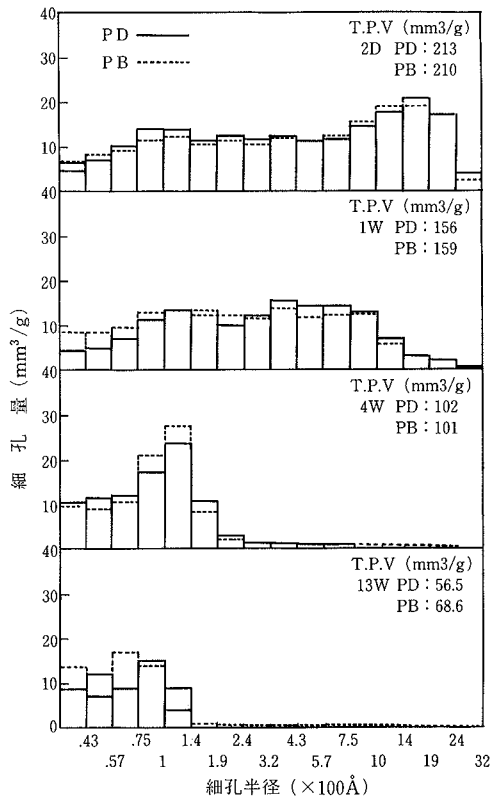 PD
PB
T.P.V (mm3/g)
2D PD:213
PB:210
40
30
20
10
T.P.V (mm3/g)
1W PD:156
PB:159
40
30
20
10
T.P.V (mm3/g)
4W PD:102
PB:101
40
30
20
10
T.P.V (mm3/g)
13W PD:56.5
PB:68.6
40
30
20
10
0
細孔量(mm³/g)
.43 .75 1.4 2.4 4.3 7.5 14 24
.57 1 1.9 3.2 5.7 10 19 32
細孔半径(×100Å)